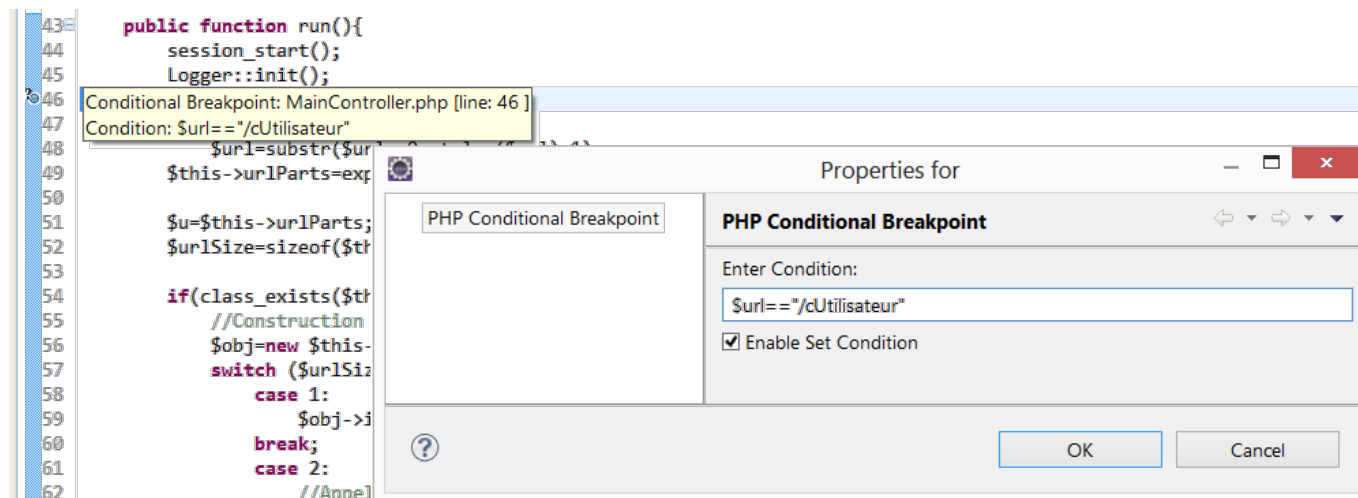 43 public function run(){
44 session_start();
45 Logger::init();
46
Conditional Breakpoint: MainController.php [line: 46 ]
Condition: $url=="/cUtilisateur"
47
48 $url=substr($ur
49 $this->urlParts=exp
50
51 $u=$this->urlParts;
52 $urlSize=sizeof($th
53
54 if(class_exists($th
55 //Construction
56 $obj=new $this-
57 switch ($urlSiz
58 case 1:
59 $obj->i
60 break;
61 case 2:
62 //Appel
Properties for
PHP Conditional Breakpoint
PHP Conditional Breakpoint
Enter Condition:
$url=="/cUtilisateur"
Enable Set Condition
OK
Cancel